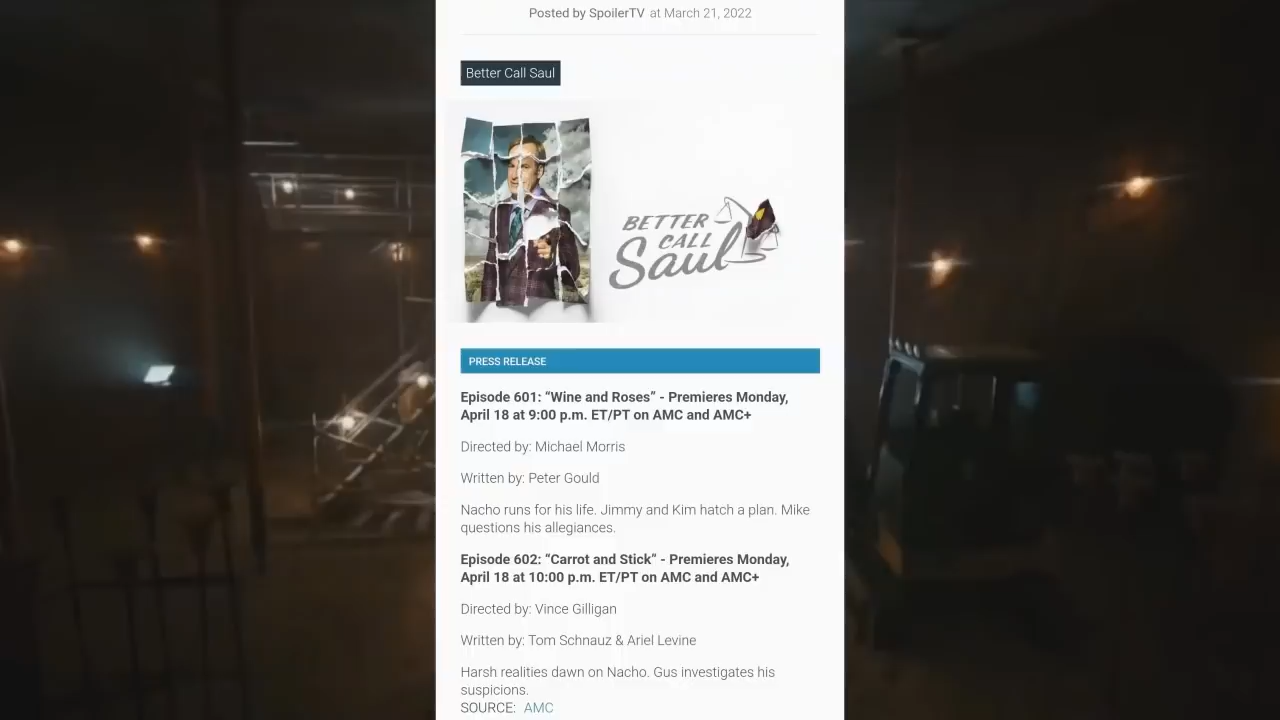 Posted by SpoilerTV at March 21, 2022
Better Call Saul
BETTER
CALL
Saul
PRESS RELEASE
Episode 601: “Wine and Roses” - Premieres Monday,
April 18 at 9:00 p.m. ET/PT on AMC and AMC+
Directed by: Michael Morris
Written by: Peter Gould
Nacho runs for his life. Jimmy and Kim hatch a plan. Mike
questions his allegiances.
Episode 602: “Carrot and Stick” - Premieres Monday,
April 18 at 10:00 p.m. ET/PT on AMC and AMC+
Directed by: Vince Gilligan
Written by: Tom Schnauz & Ariel Levine
Harsh realities dawn on Nacho. Gus investigates his
suspicions.
SOURCE: AMC